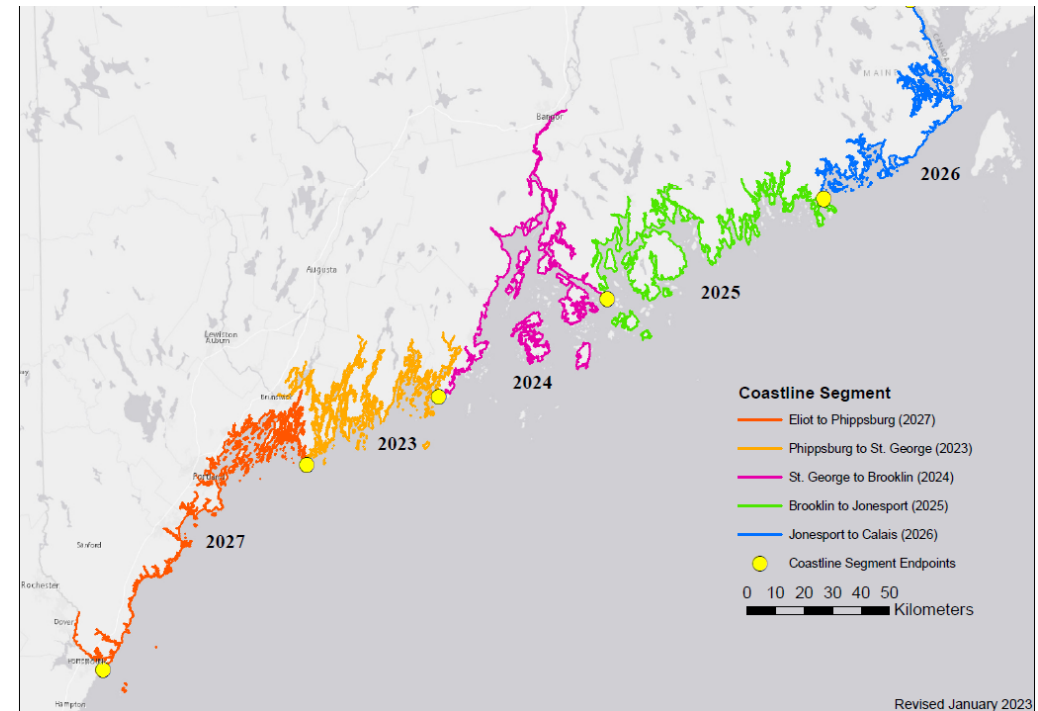 Bangor
MAINE
CANADA
2026
Augusta
2025
Lewiston
Auburn
2024
Coastline Segment
Brunswick
Eliot to Phippsburg (2027)
2023
Phippsburg to St. George (2023)
Portland
St. George to Brooklin (2024)
Brooklin to Jonesport (2025)
2027
Jonesport to Calais (2026)
Sanford
Coastline Segment Endpoints
Rochester
0 10 20 30 40 50
Kilometers
Dover
Portsmouth
Hampton
Revised January 2023